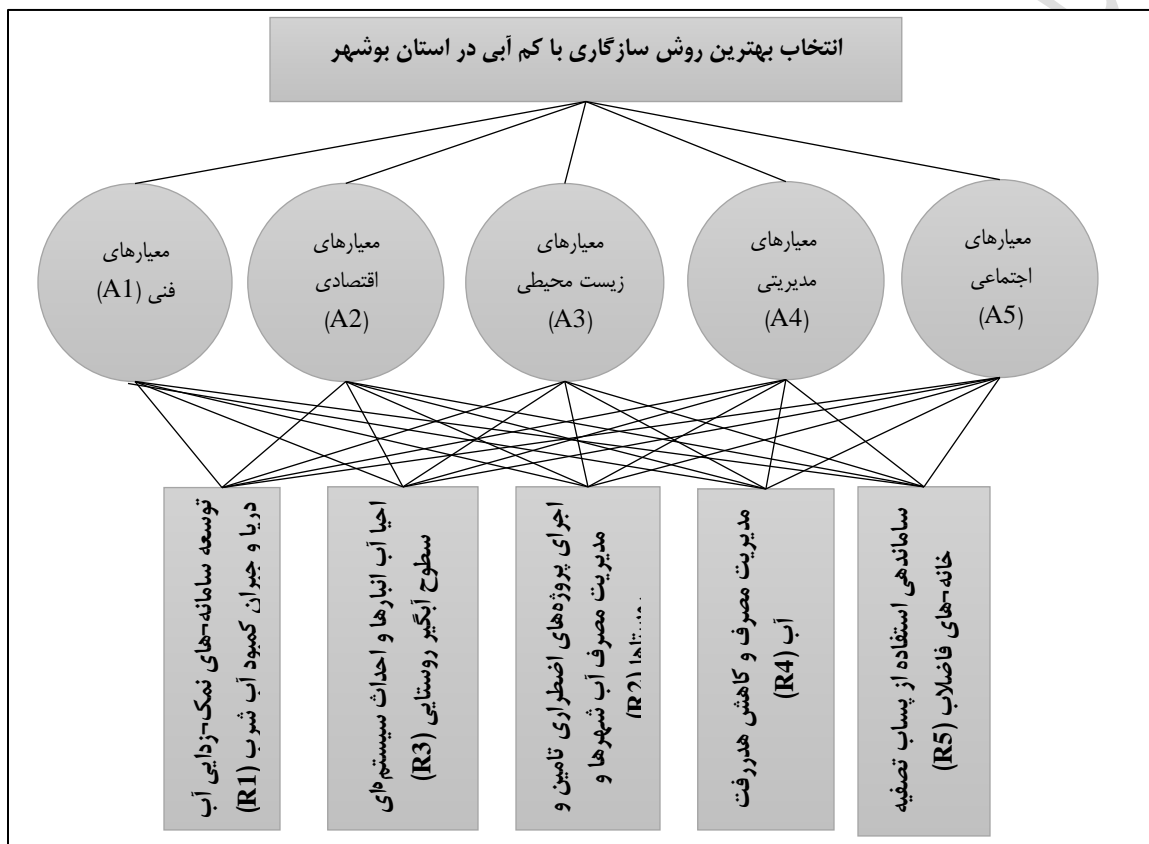 انتخاب بهترین روش سازگاری با کم آبی در استان بوشهر
معیارهای
فنی (A1)
معیارهای
اقتصادی
(A2)
معیارهای
زیست محیطی
(A3)
معیارهای
مدیریتی
(A4)
معیارهای
اجتماعی
(A5)
توسعه سامانه-های نمک-زدایی آب
دریا و جبران کمبود آب شرب (R1)
احیا آب انبارها و احداث سیستم‌های
سطوح آبگیر روستایی (R3)
اجرای پروژه‌های اضطراری تامین و
مدیریت مصرف آب شهرها و
روستاها (R2)
مدیریت مصرف و کاهش هدررفت
آب (R4)
ساماندهی استفاده از پساب تصفیه
خانه-های فاضلاب (R5)